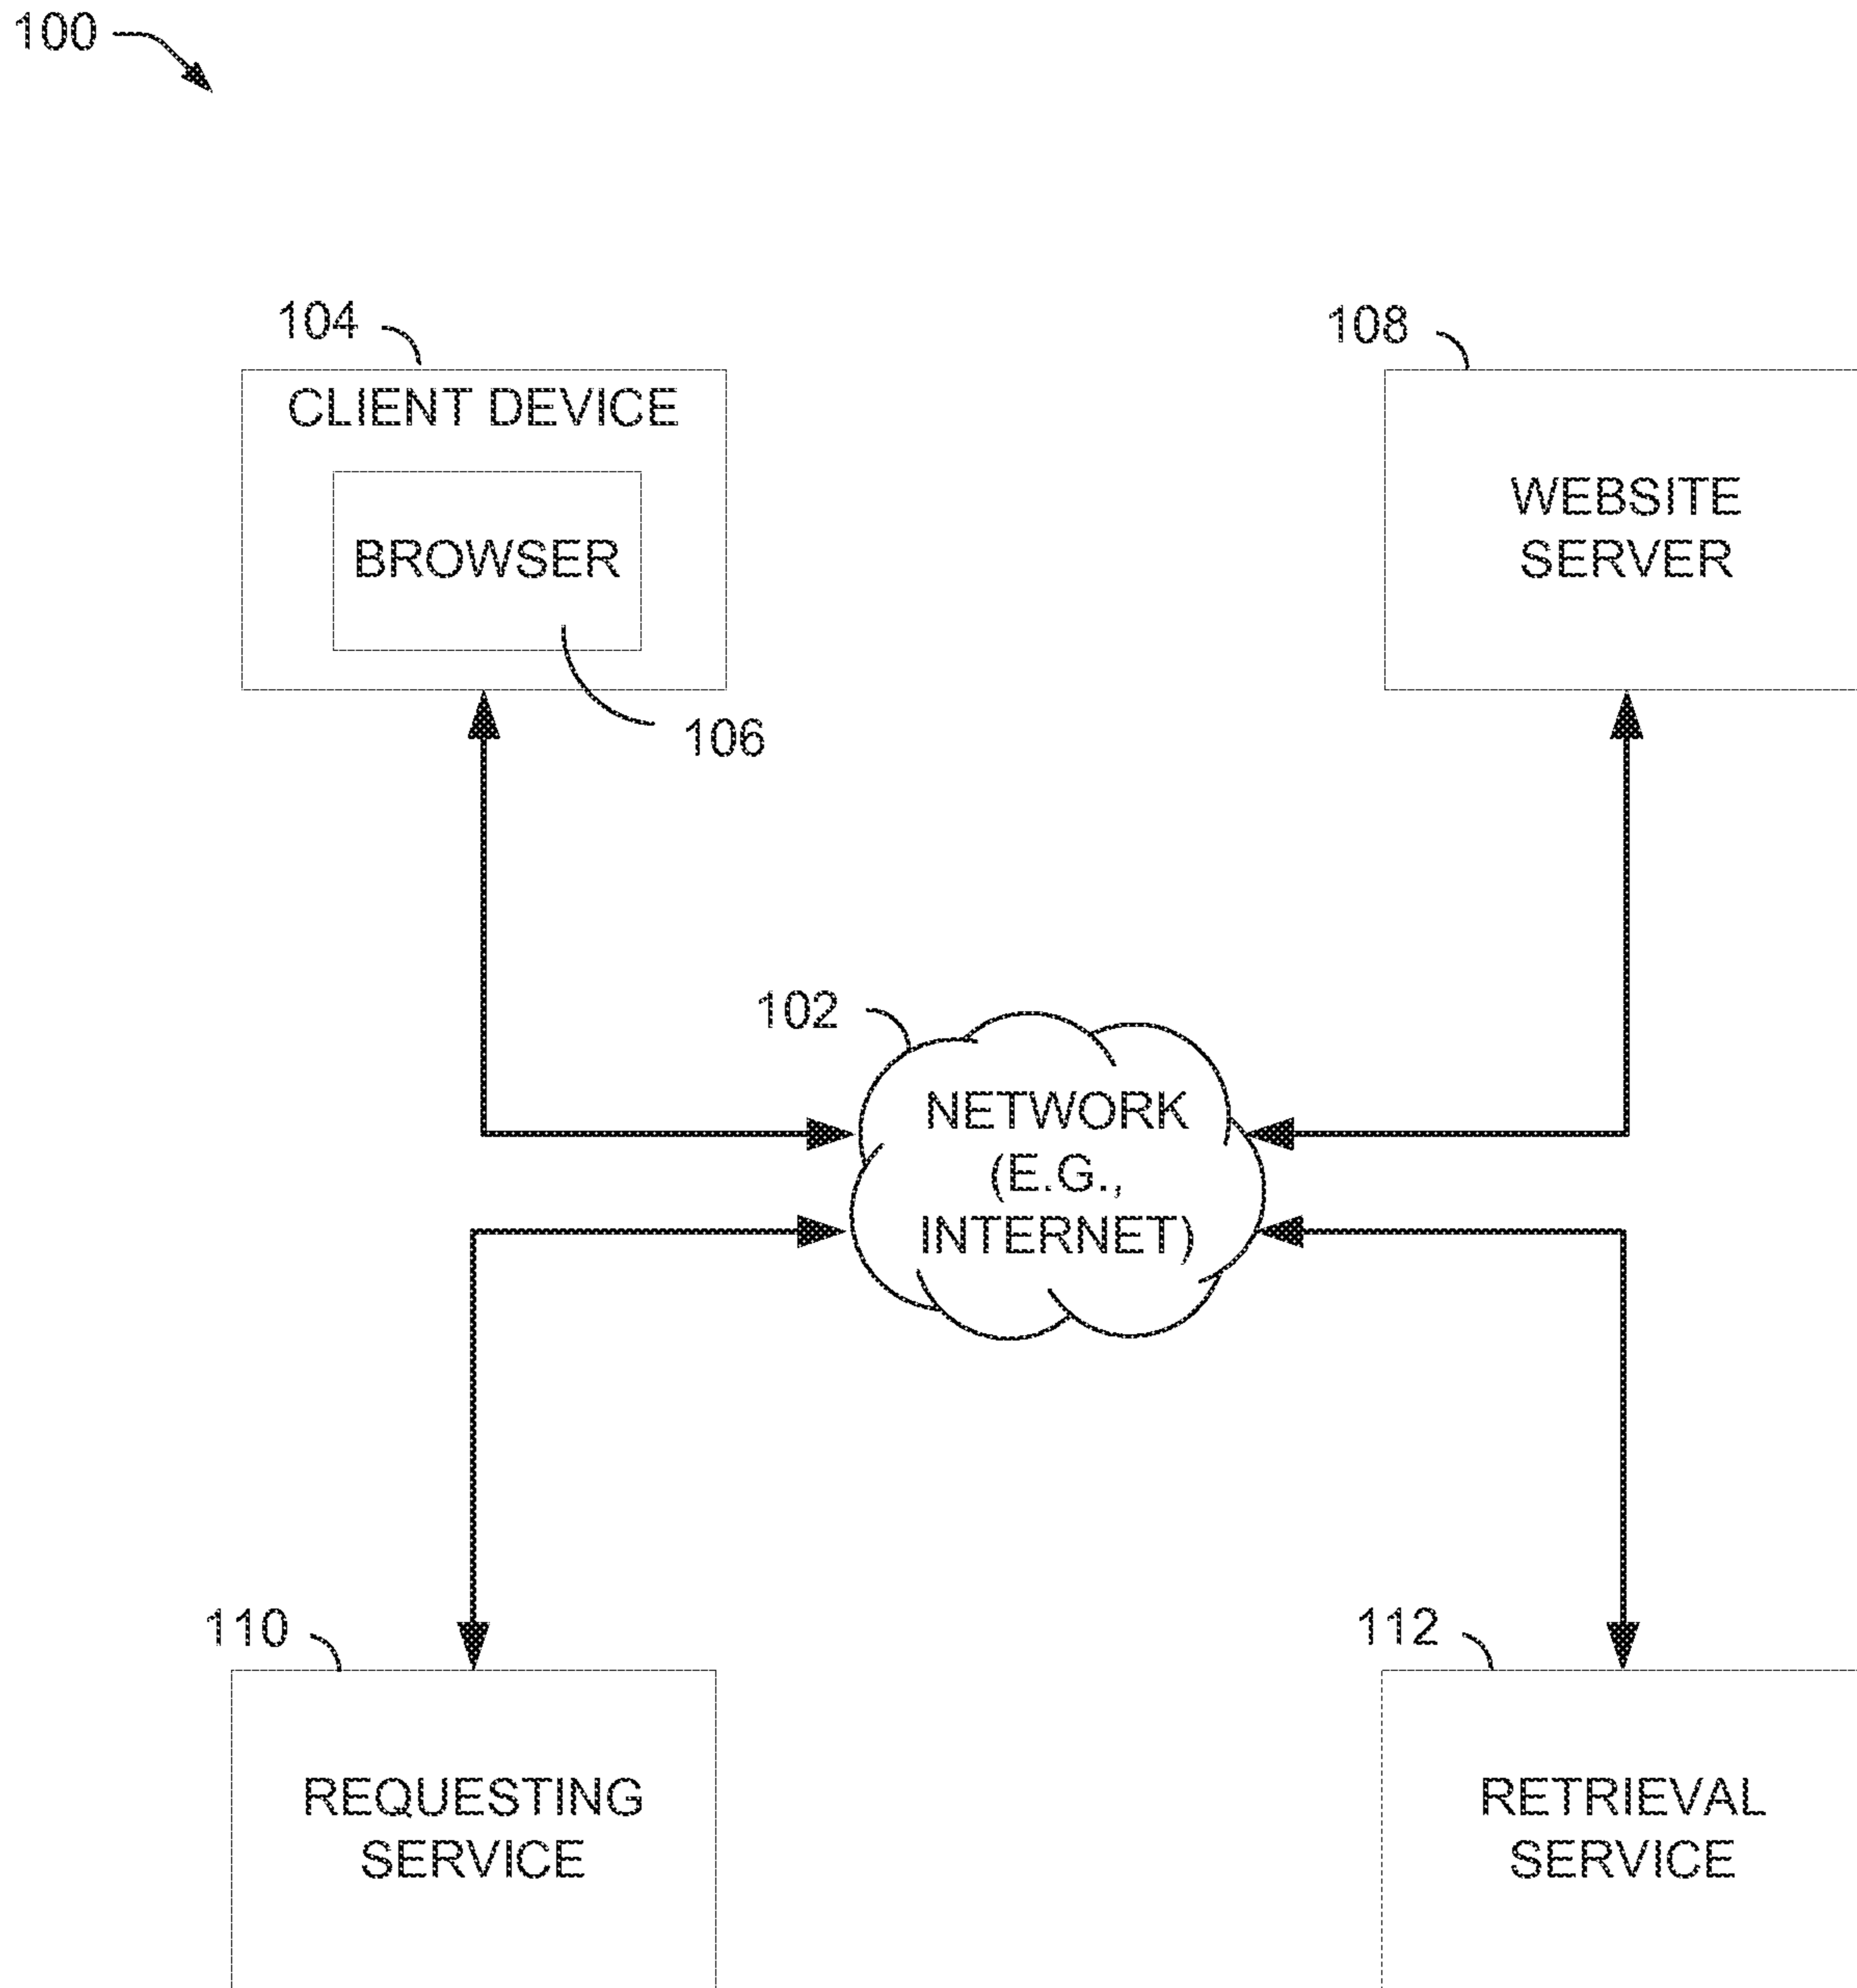 100
104
108
CLIENT DEVICE
BROWSER
WEBSITE
SERVER
106
102
NETWORK
(E.G.,
INTERNET)
110
112
REQUESTING
SERVICE
RETRIEVAL
SERVICE